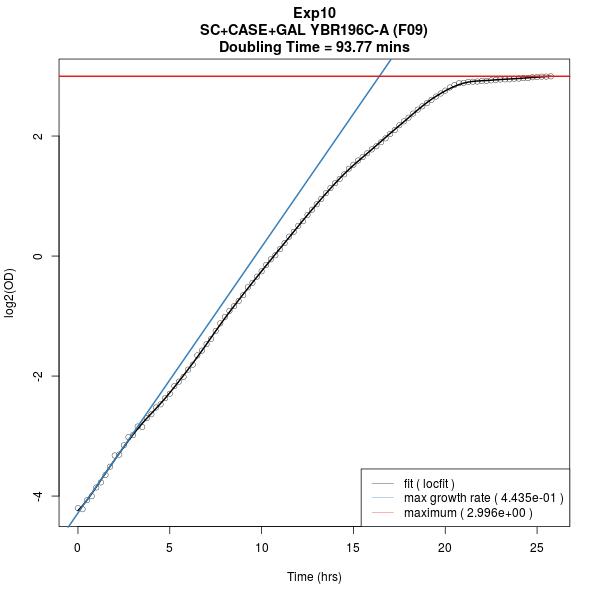 Exp10
SC+CASE+GAL YBR196C-A (F09)
Doubling Time = 93.77 mins
log2(OD)
2
0
-2
-4
fit ( locfit )
max growth rate ( 4.435e-01 )
maximum ( 2.996e+00 )
0 5 10 15 20 25
Time (hrs)